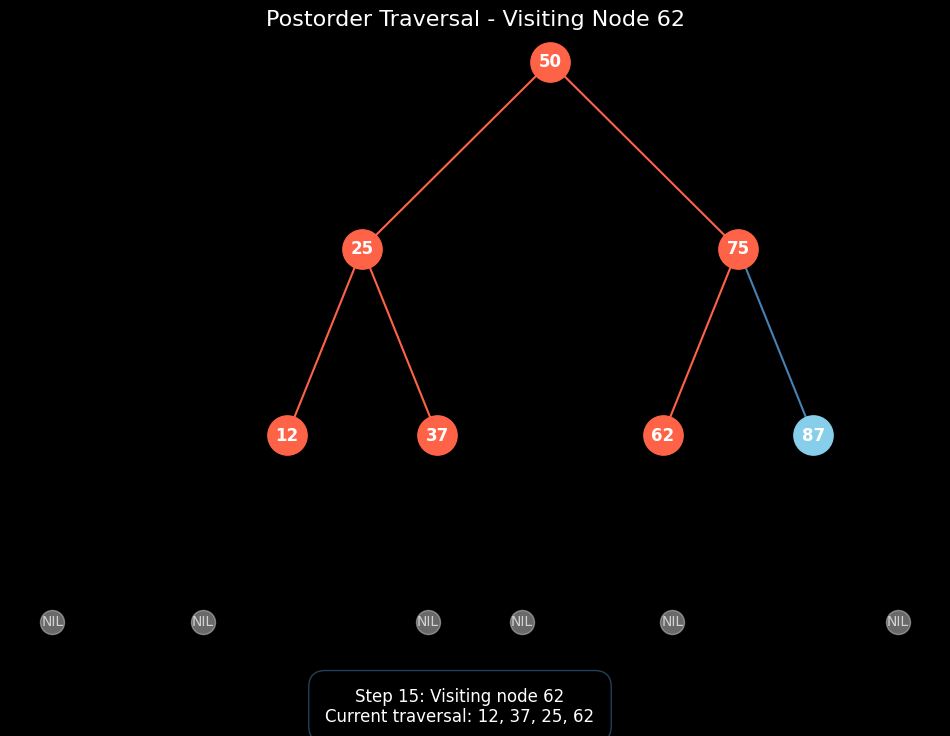 Postorder Traversal - Visiting Node 62
50
25
75
12
37
62
87
NIL
NIL
NIL
NIL
NIL
NIL
Step 15: Visiting node 62
Current traversal: 12, 37, 25, 62